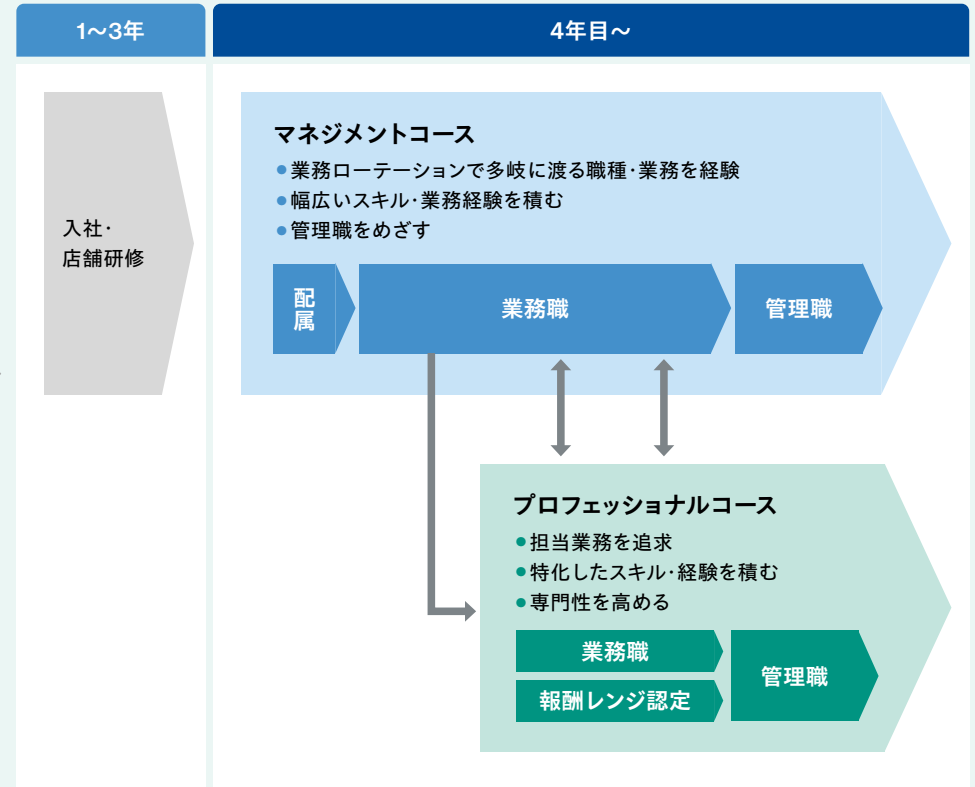 1〜3年
4年目〜
入社・
店舗研修
マネジメントコース
●業務ローテーションで多岐に渡る職種・業務を経験
●幅広いスキル・業務経験を積む
●管理職をめざす
配
属
業務職
管理職
プロフェッショナルコース
●担当業務を追求
●特化したスキル・経験を積む
●専門性を高める
業務職
報酬レンジ認定
管理職